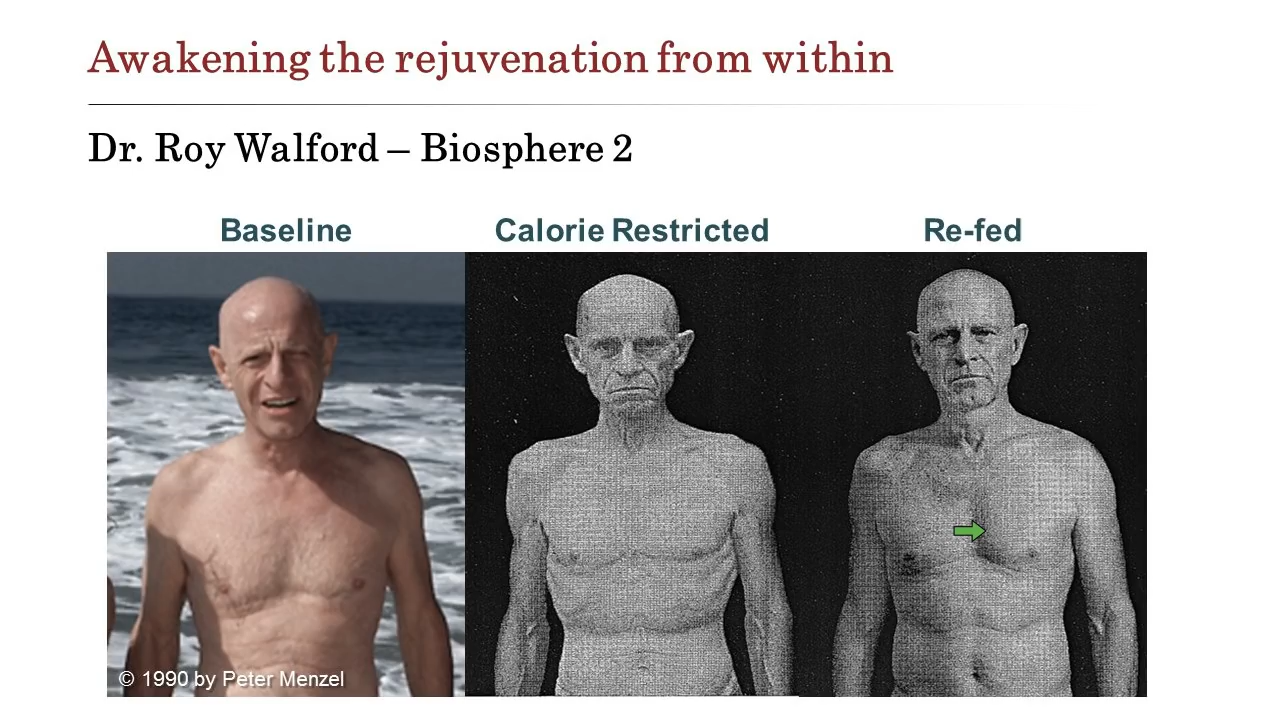 Awakening the rejuvenation from within
Dr. Roy Walford – Biosphere 2
Baseline
Calorie Restricted
Re-fed
© 1990 by Peter Menzel